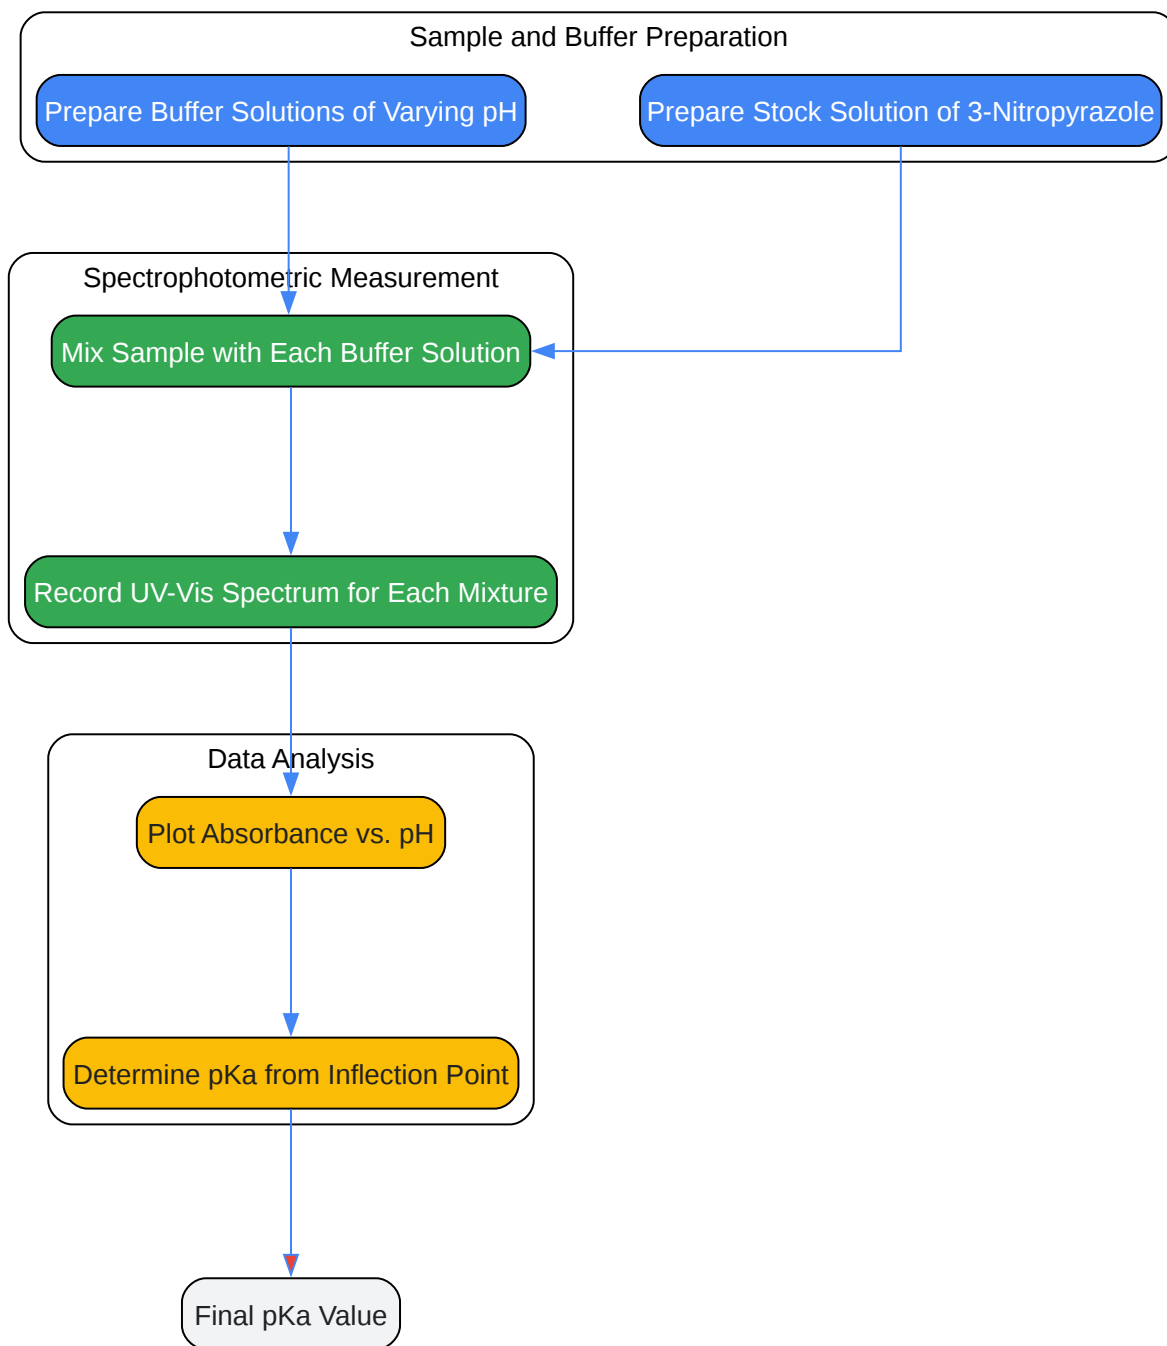 Sample and Buffer Preparation
Prepare Buffer Solutions of Varying pH
Prepare Stock Solution of 3-Nitropyrazole
Spectrophotometric Measurement
Mix Sample with Each Buffer Solution
Record UV-Vis Spectrum for Each Mixture
Data Analysis
Plot Absorbance vs. pH
Determine pKa from Inflection Point
Final pKa Value